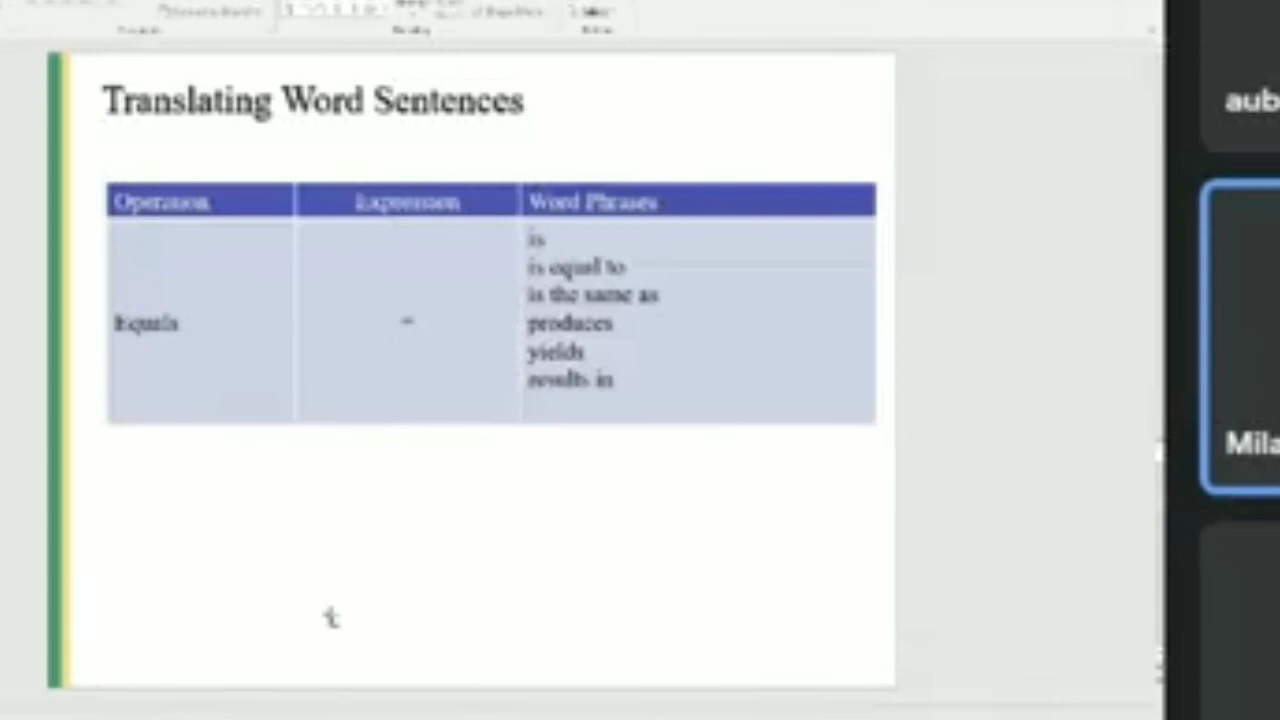 Translating Word Sentences
Operation Expression Word Phrases
is
is equal to
is the same as
Equals = produces
yields
results in
aub
Mila